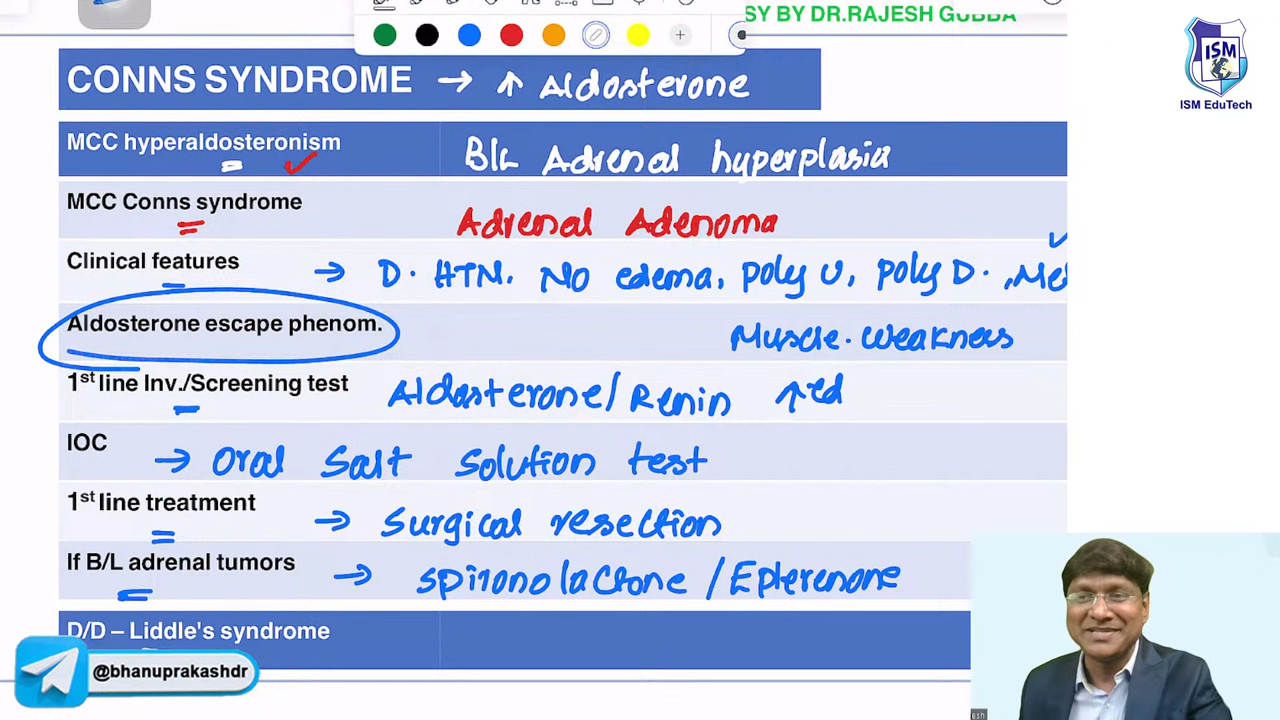 SY BY DR.RAJESH GUBBA
ISM
ISM EduTech
CONNS SYNDROME → ↑ Aldosterone
MCC hyperaldosteronism B/L Adrenal hyperplasia
MCC Conns syndrome Adrenal Adenoma
Clinical features → D. HTN, No edema, Poly U, Poly D.
Aldosterone escape phenom. Muscle. weakness
1st line Inv./Screening test Aldosterone/Renin ↑ed
IOC → Oral Salt Solution test
1st line treatment → Surgical resection
If B/L adrenal tumors → Spironolactone / Eplerenone
D/D – Liddle's syndrome
@bhanuprakashdr